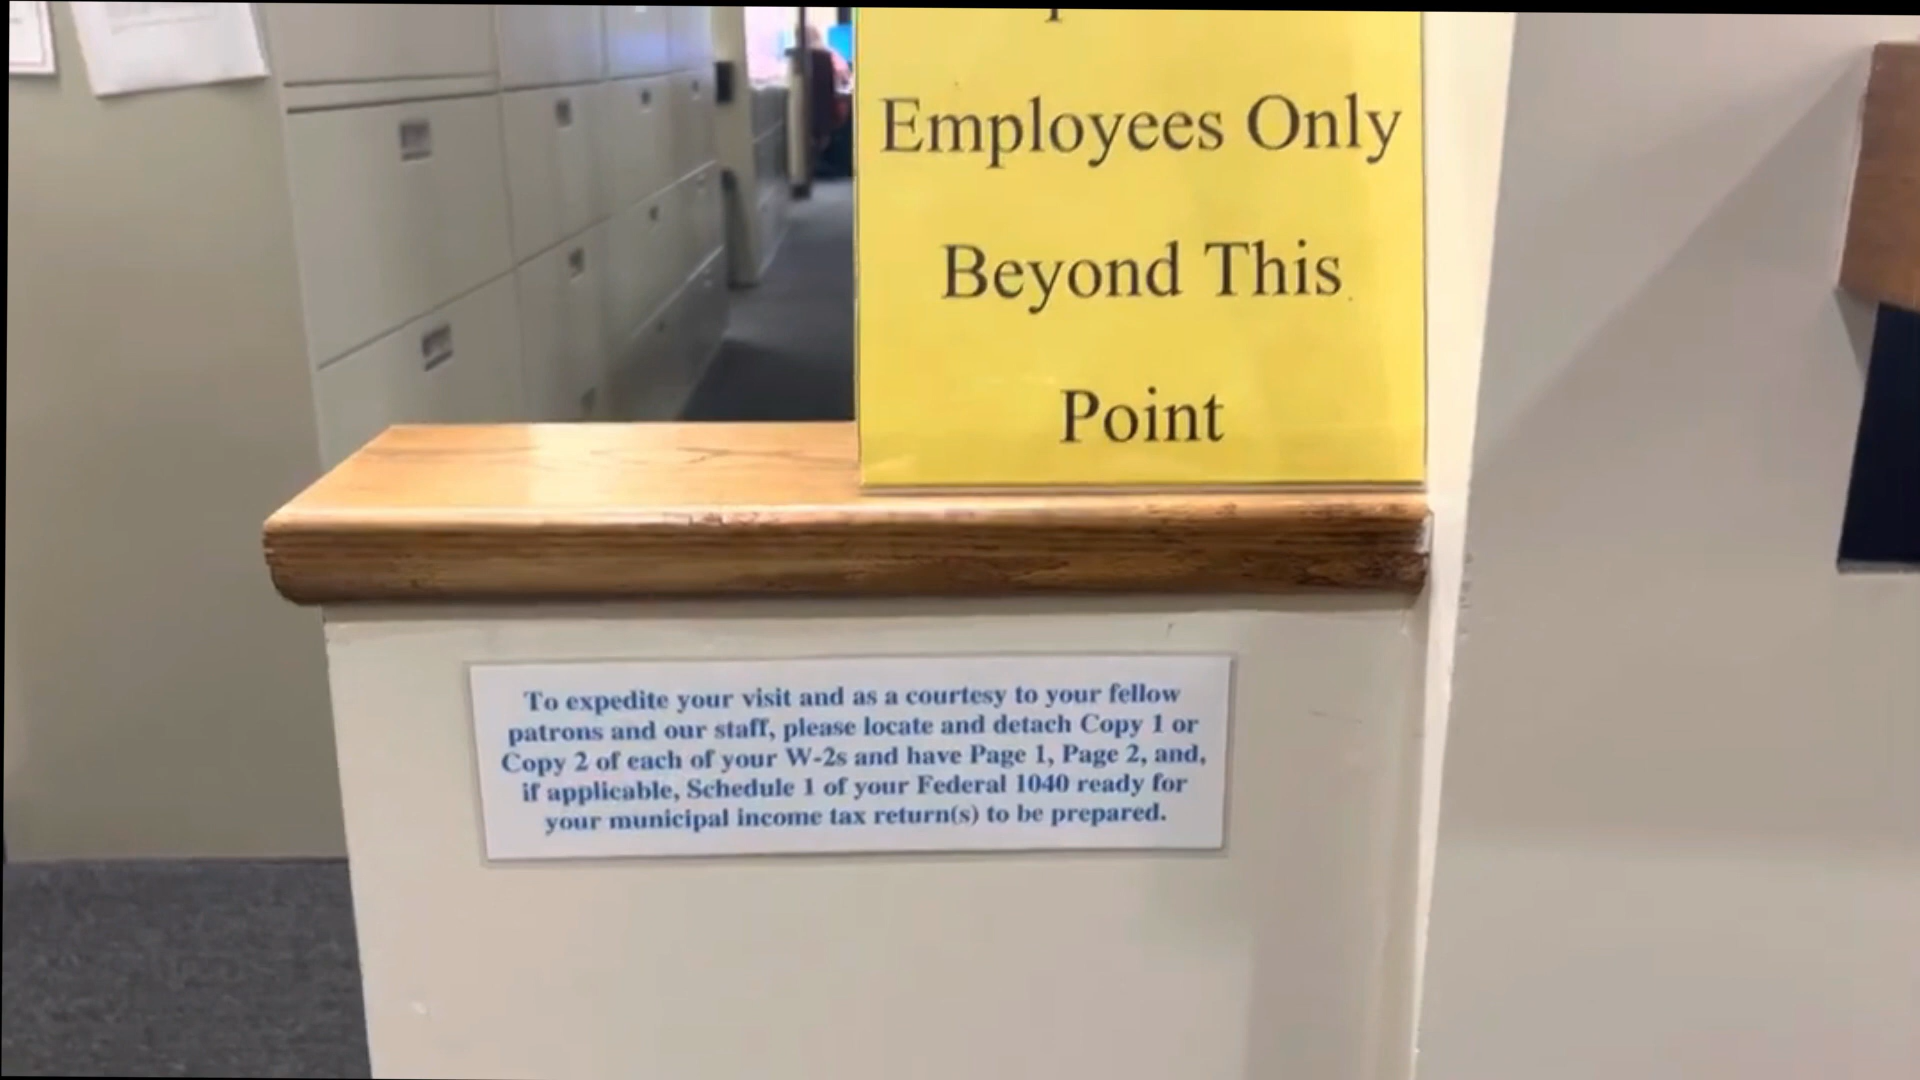 Employees Only
Beyond This
Point
To expedite your visit and as a courtesy to your fellow
patrons and our staff, please locate and detach Copy 1 or
Copy 2 of each of your W-2s and have Page 1, Page 2, and,
if applicable, Schedule 1 of your Federal 1040 ready for
your municipal income tax return(s) to be prepared.